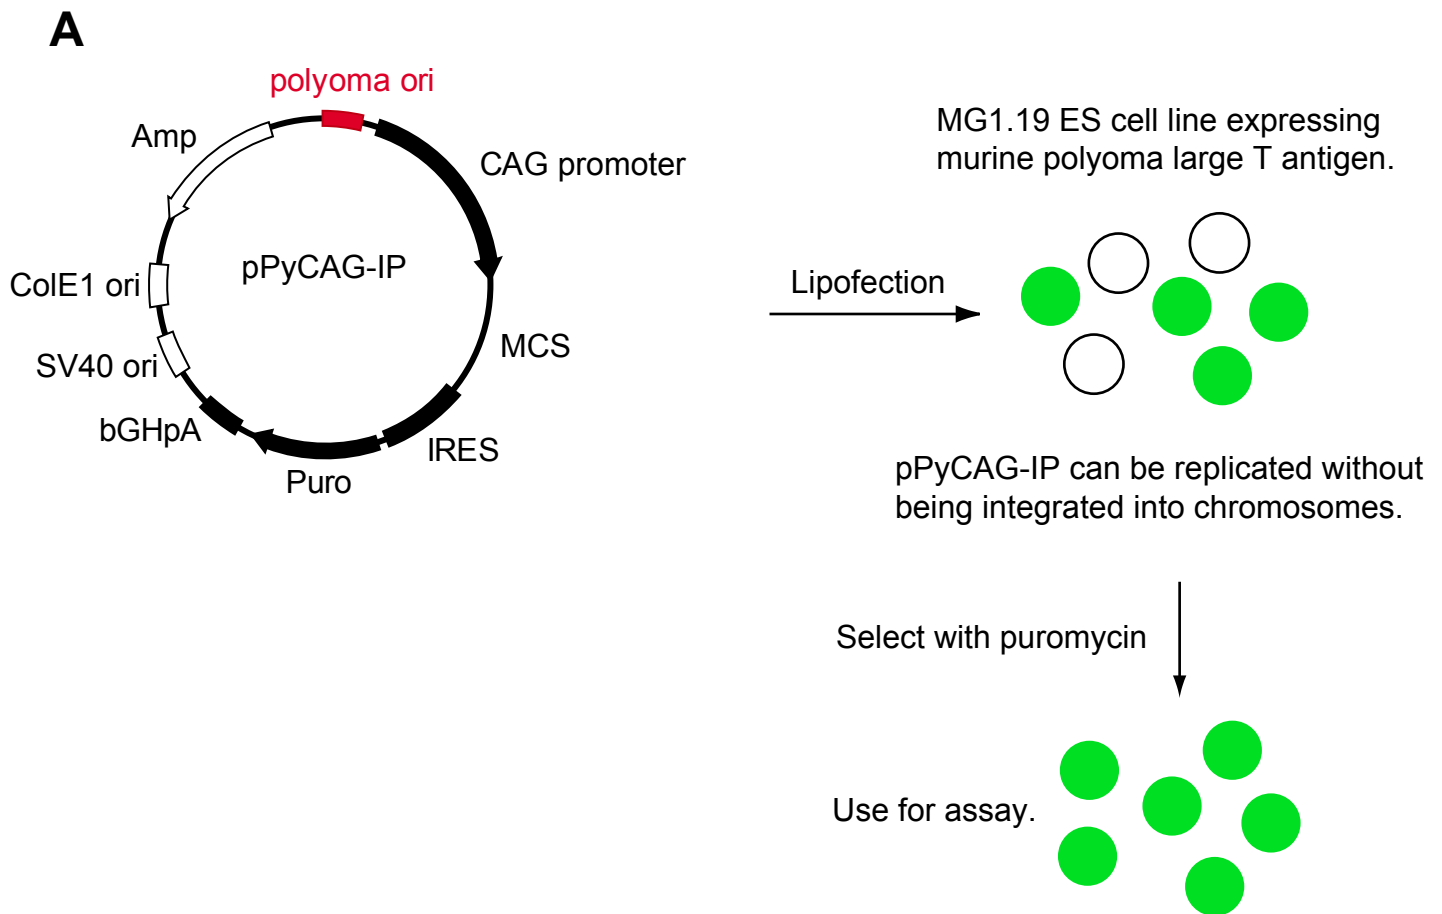 A
polyoma ori
Amp
CAG promoter
pPyCAG-IP
ColE1 ori
MCS
SV40 ori
bGHpA
IRES
Puro
Lipofection
MG1.19 ES cell line expressing
murine polyoma large T antigen.
pPyCAG-IP can be replicated without
being integrated into chromosomes.
Select with puromycin
Use for assay.